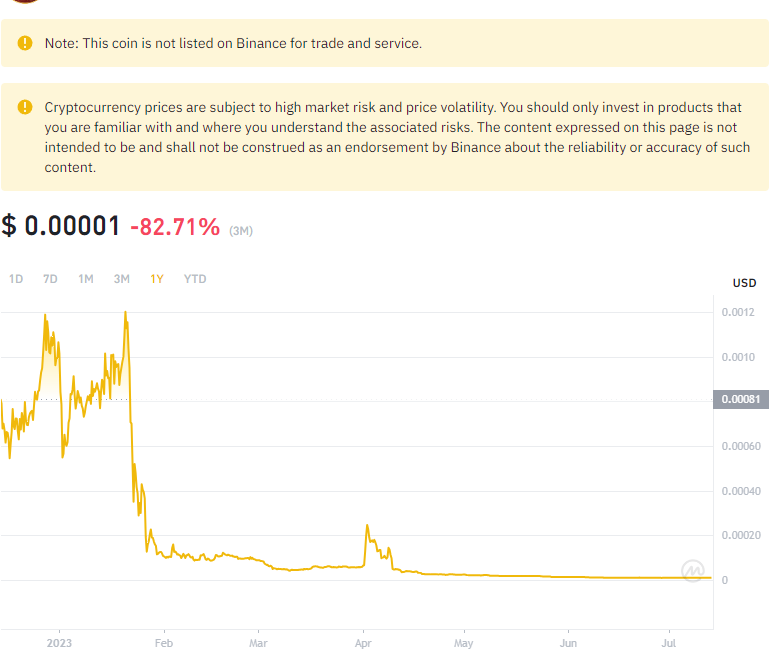 Note: This coin is not listed on Binance for trade and service.
Cryptocurrency prices are subject to high market risk and price volatility. You should only invest in products that
you are familiar with and where you understand the associated risks. The content expressed on this page is not
intended to be and shall not be construed as an endorsement by Binance about the reliability or accuracy of such
content.
$ 0.00001 -82.71% (3M)
1D 7D 1M 3M 1Y YTD
USD
0.0012
0.0010
0.00081
0.00060
0.00040
0.00020
0
2023 Feb Mar Apr May Jun Jul